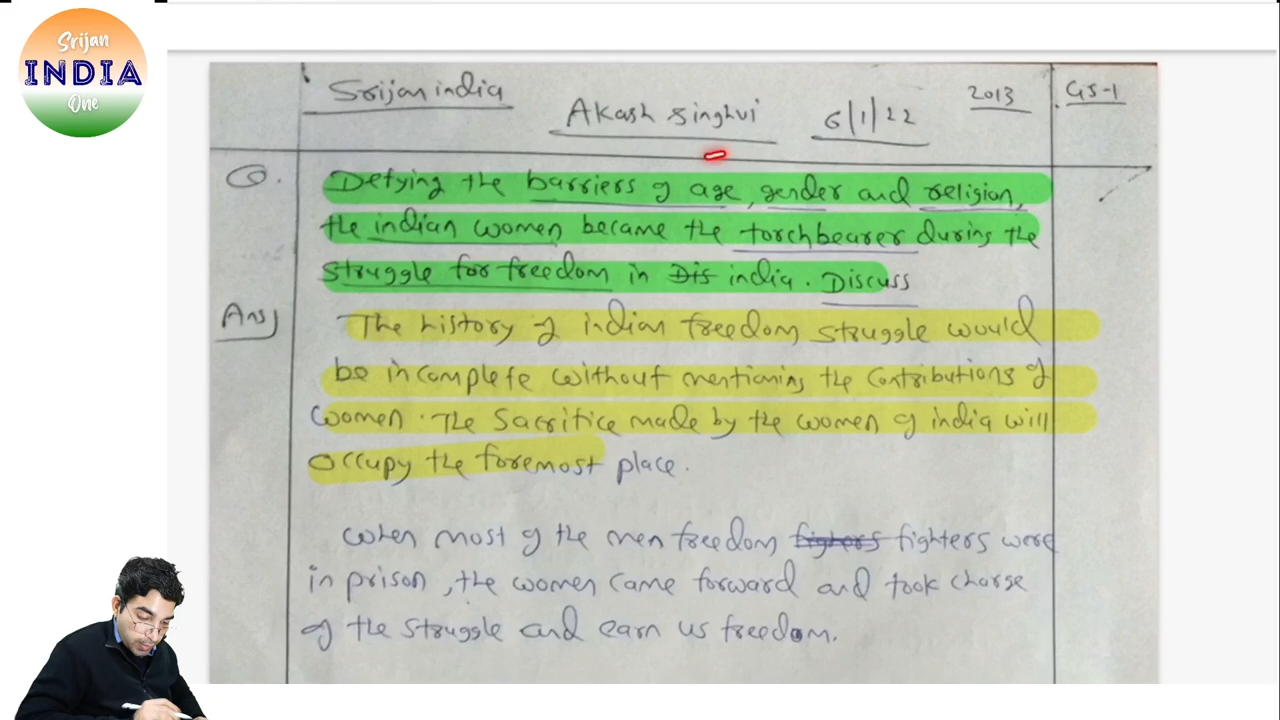 Srijan
INDIA
One
Srijan india
Akash Singhvi 6/1/22 2013 GS-1
Q. Defying the barriers of age, gender and religion,
the indian women became the torchbearer during the
struggle for freedom in Dis india. Discuss
Ans) The history of indian freedom struggle would
be incomplete without mentioning the contributions of
women. The Sacrifice made by the women of india will
occupy the foremost place.
When most of the men freedom fighers fighters were
in prison, the women came forward and took charge
of the struggle and earn us freedom.